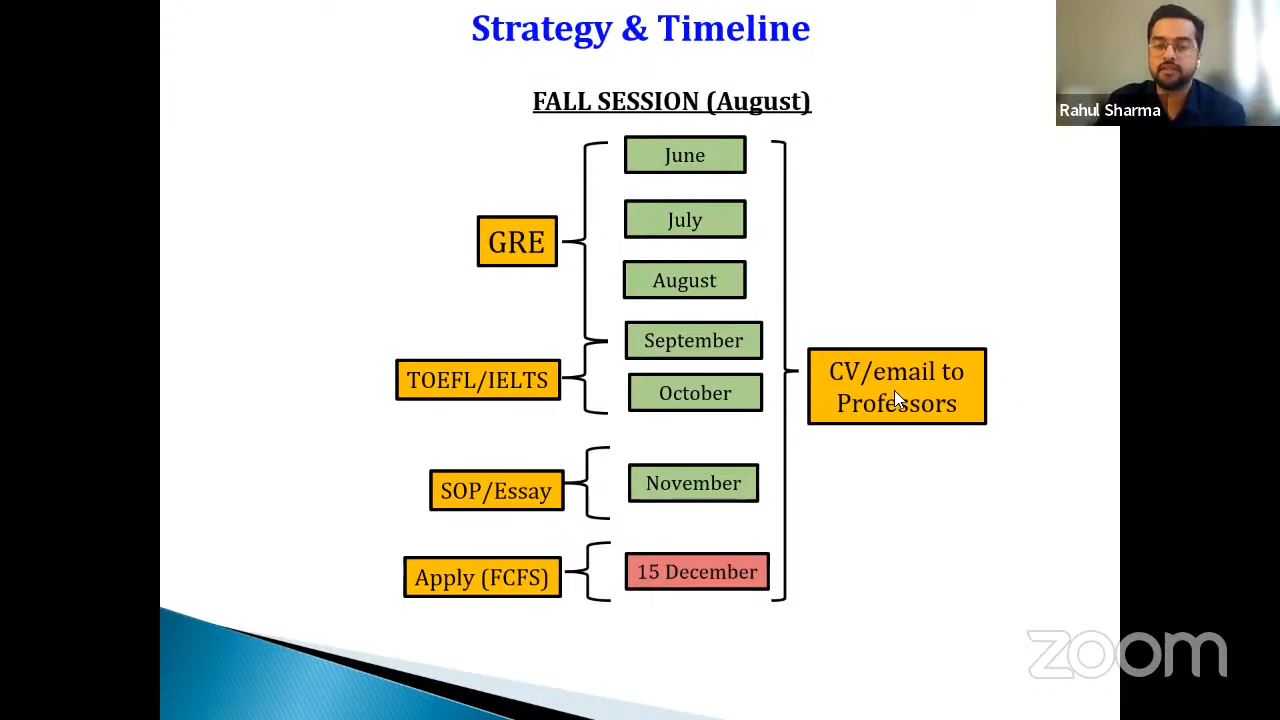 Strategy & Timeline
Rahul Sharma
FALL SESSION (August)
June
July
GRE
August
September
TOEFL/IELTS
October
CV/email to
Professors
SOP/Essay
November
Apply (FCFS)
15 December
zoom